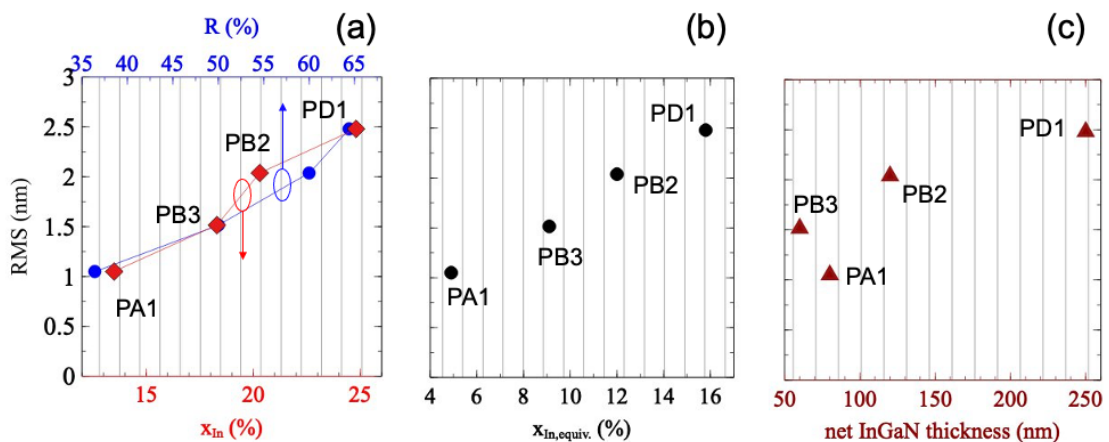 R (%)
(a)
(b)
(c)
35 40 45 50 55 60 65
3
2.5
2
1.5
1
0.5
0
RMS (nm)
PD1
PB2
PB3
PA1
15 20 25
x_In (%)
PD1
PB2
PB3
PA1
4 6 8 10 12 14 16
x_In,equiv. (%)
PD1
PB3
PB2
PA1
50 100 150 200 250
net InGaN thickness (nm)